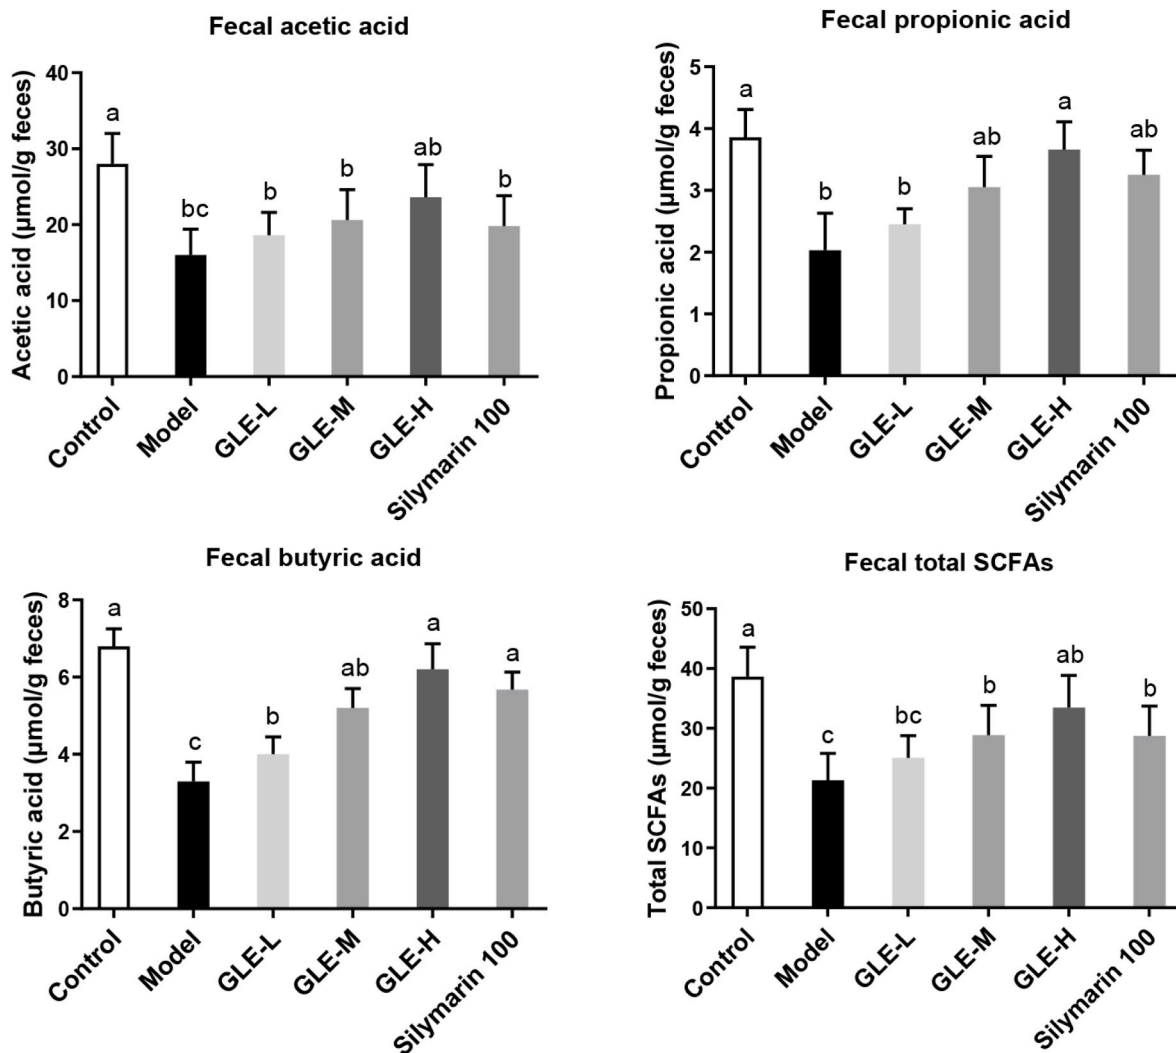 Fecal acetic acid
Acetic acid (μmol/g feces)
40
30
20
10
0
a
bc
b
b
ab
b
Control
Model
GLE-L
GLE-M
GLE-H
Silymarin 100
Fecal propionic acid
Propionic acid (μmol/g feces)
5
4
3
2
1
0
a
b
b
ab
a
ab
Control
Model
GLE-L
GLE-M
GLE-H
Silymarin 100
Fecal butyric acid
Butyric acid (μmol/g feces)
8
6
4
2
0
a
c
b
ab
a
a
Control
Model
GLE-L
GLE-M
GLE-H
Silymarin 100
Fecal total SCFAs
Total SCFAs (μmol/g feces)
50
40
30
20
10
0
a
c
bc
b
ab
b
Control
Model
GLE-L
GLE-M
GLE-H
Silymarin 100